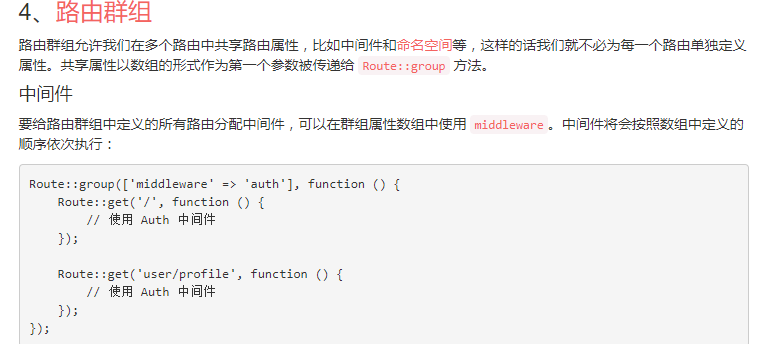 4、路由群组
路由群组允许我们在多个路由中共享路由属性，比如中间件和命名空间等，这样的话我们就不必为每一个路由单独定义
属性。共享属性以数组的形式作为第一个参数被传递给 Route::group 方法。
中间件
要给路由群组中定义的所有路由分配中间件，可以在群组属性数组中使用 middleware。中间件将会按照数组中定义的
顺序依次执行：
Route::group(['middleware' => 'auth'], function () {
    Route::get('/', function () {
        // 使用 Auth 中间件
    });
    Route::get('user/profile', function () {
        // 使用 Auth 中间件
    });
});